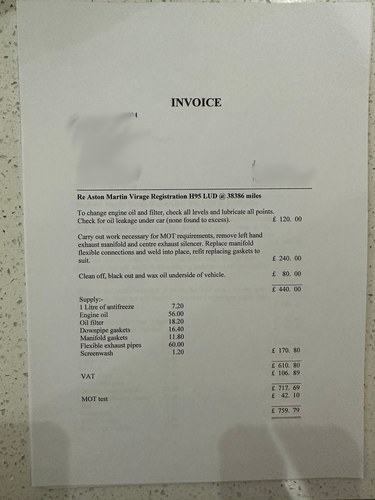 INVOICE
Re Aston Martin Virage Registration H95 LUD @ 38386 miles
To change engine oil and filter, check all levels and lubricate all points.
Check for oil leakage under car (none found to excess). £ 120. 00
Carry out work necessary for MOT requirements, remove left hand
exhaust manifold and centre exhaust silencer. Replace manifold
flexible connections and weld into place, refit replacing gaskets to
suit. £ 240. 00
Clean off, black out and wax oil underside of vehicle. £ 80. 00
£ 440. 00
Supply:-
1 Litre of antifreeze 7.20
Engine oil 56.00
Oil filter 18.20
Downpipe gaskets 16.40
Manifold gaskets 11.80
Flexible exhaust pipes 60.00
Screenwash 1.20 £ 170. 80
£ 610. 80
VAT £ 106. 89
£ 717. 69
MOT test £ 42. 10
£ 759. 79